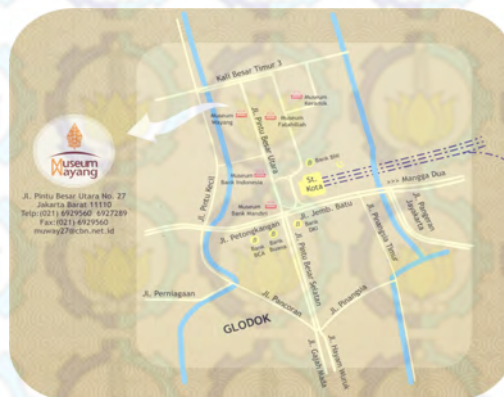 Kali Besar Timur 3
Museum
Keramik
Museum
Wayang
Museum
Fatahillah
Jl. Pintu Besar Utara
Bank BNI
St.
Kota
>>> Mangga Dua
Museum
Bank Indonesia
Jl. Pintu Kecil
Museum
Bank Mandiri
Jl. Jemb. Batu
Jl. Petongkangan
Bank
BCA
Bank
Bank
DKI
Jl. Pinangsia Timur
Jl. Pangeran
Jayakarta
Jl. Pintu Besar Selatan
Jl. Perniagaan
Jl. Pancoran
Jl. Pinangsia
GLODOK
Jl. Gajah Mada
Jl. Hayam Wuruk
Museum
Wayang
Jl. Pintu Besar Utara No. 27
Jakarta Barat 11110
Telp:(021) 6929560 6927289
Fax:(021) 6929560
muway27@cbn.net.id